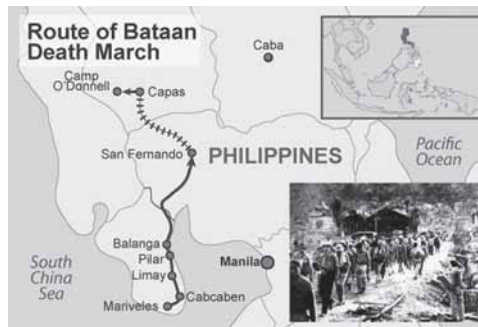 Route of Bataan
Death March
Caba
Camp
O'Donnell
Capas
San Fernando
PHILIPPINES
Pacific
Ocean
Balanga
Pilar
Limay
Manila
South
China
Sea
Cabcaben
Mariveles